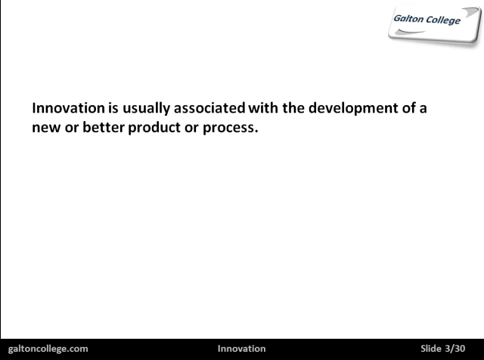 Galton College
Innovation is usually associated with the development of a
new or better product or process.
galtoncollege.com Innovation Slide 3/30